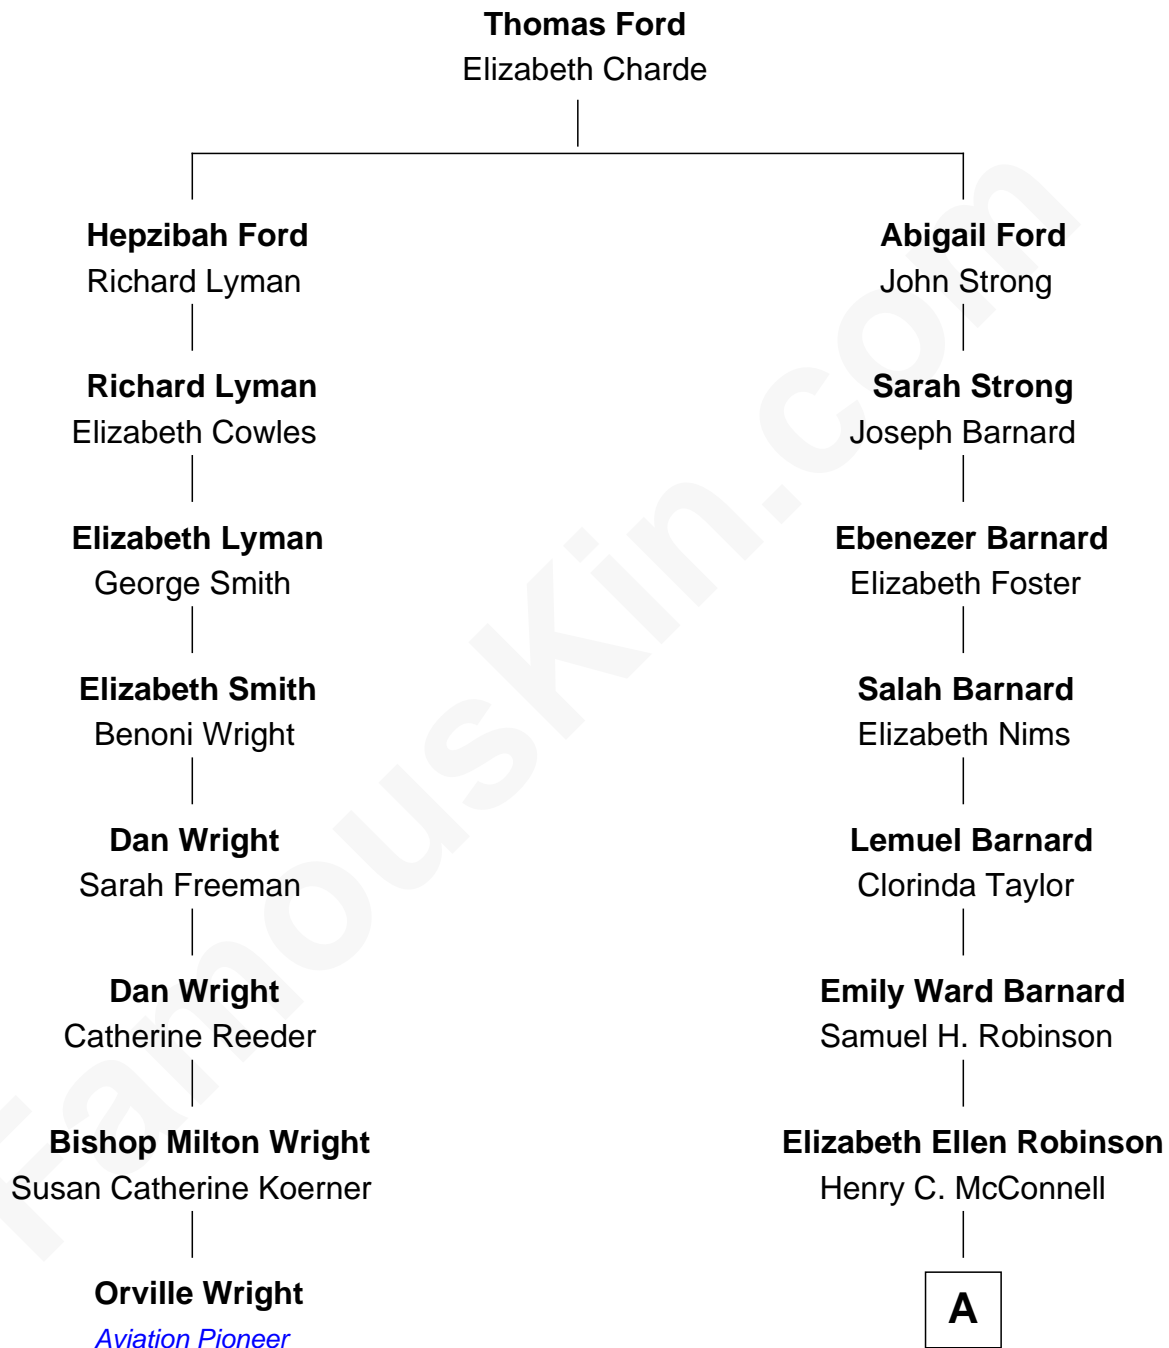 Thomas Ford
Elizabeth Charde
Hepzibah Ford
Richard Lyman
Abigail Ford
John Strong
Richard Lyman
Elizabeth Cowles
Sarah Strong
Joseph Barnard
Elizabeth Lyman
George Smith
Ebenezer Barnard
Elizabeth Foster
Elizabeth Smith
Benoni Wright
Salah Barnard
Elizabeth Nims
Dan Wright
Sarah Freeman
Lemuel Barnard
Clorinda Taylor
Dan Wright
Catherine Reeder
Emily Ward Barnard
Samuel H. Robinson
Bishop Milton Wright
Susan Catherine Koerner
Elizabeth Ellen Robinson
Henry C. McConnell
Orville Wright
Aviation Pioneer
A
FamousKin.com